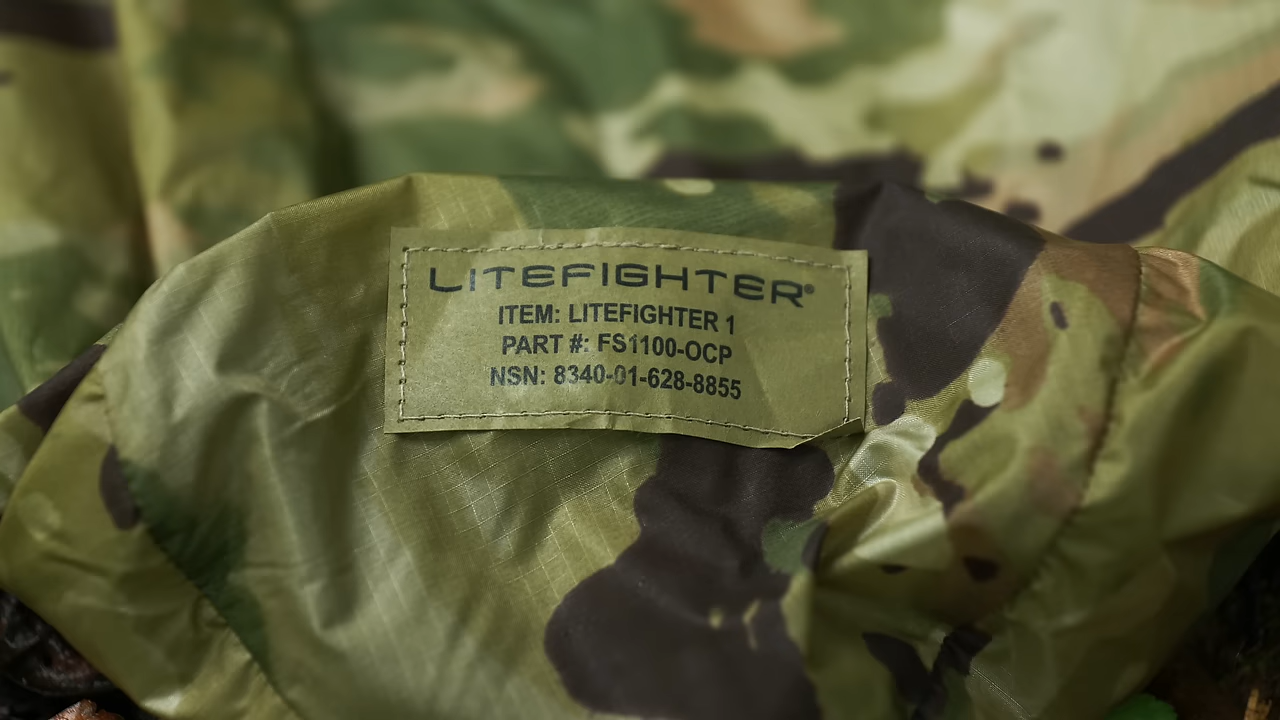 LITEFIGHTER®
ITEM: LITEFIGHTER 1
PART #: FS1100-OCP
NSN: 8340-01-628-8855